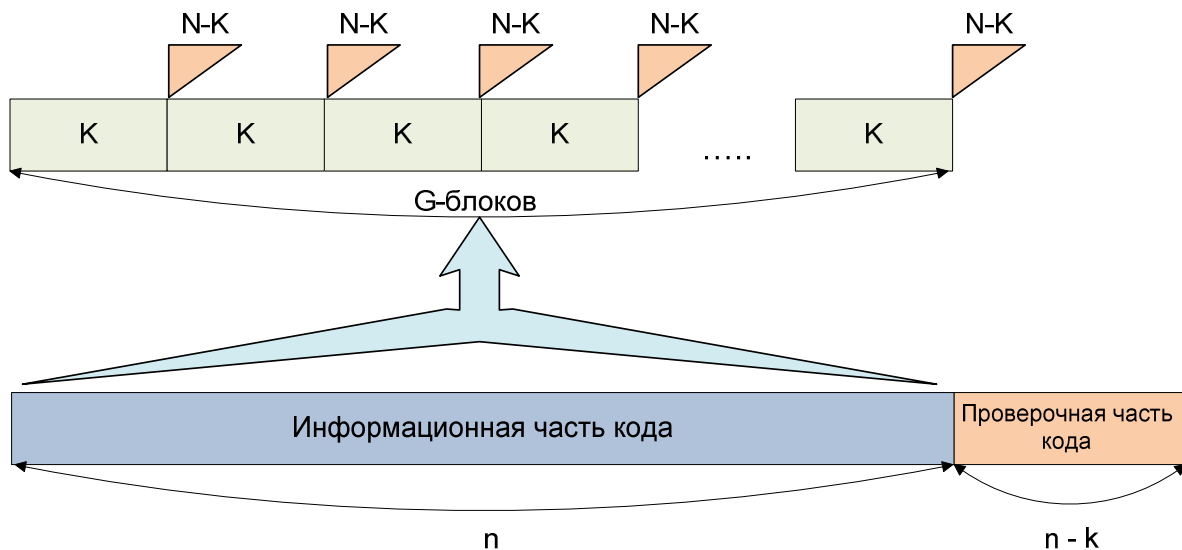 N-K N-K N-K N-K N-K
K K K K ..... K
G-блоков
Информационная часть кода
Проверочная часть
кода
n
n - k